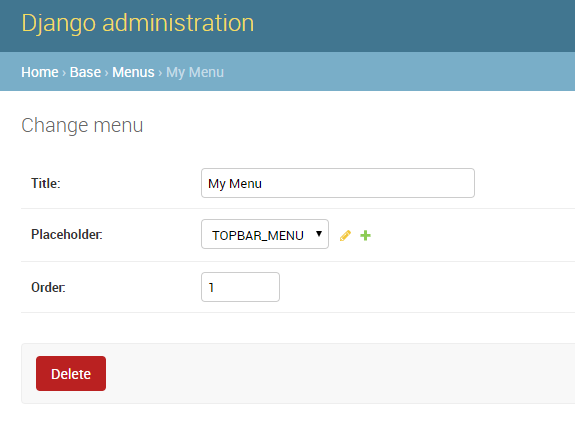 Django administration
Home › Base › Menus › My Menu
Change menu
Title: My Menu
Placeholder: TOPBAR_MENU
Order: 1
Delete